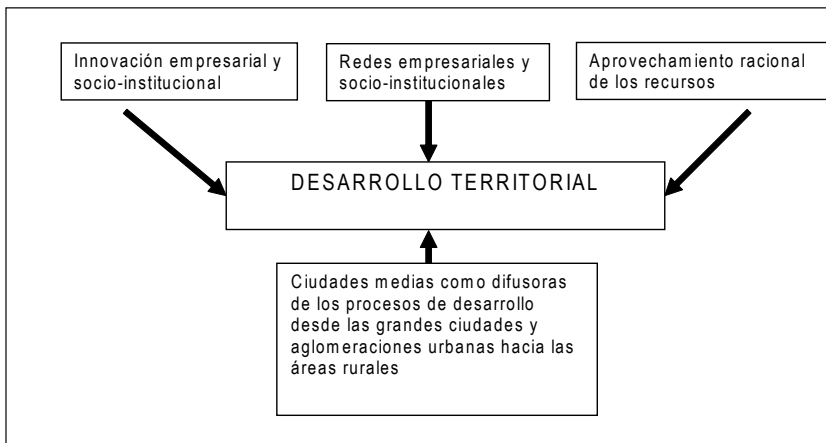 Innovación empresarial y
socio-institucional
Redes empresariales y
socio-institucionales
Aprovechamiento racional
de los recursos
DESARROLLO TERRITORIAL
Ciudades medias como difusoras
de los procesos de desarrollo
desde las grandes ciudades y
aglomeraciones urbanas hacia las
áreas rurales